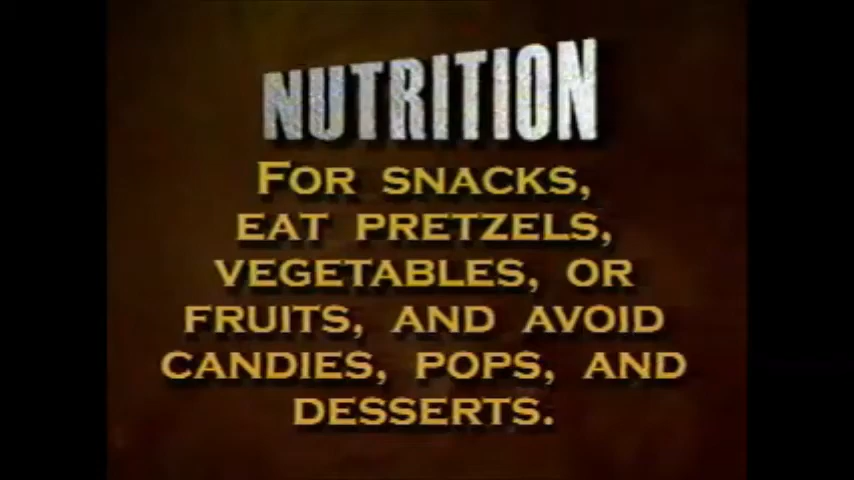 NUTRITION
FOR SNACKS,
EAT PRETZELS,
VEGETABLES, OR
FRUITS, AND AVOID
CANDIES, POPS, AND
DESSERTS.